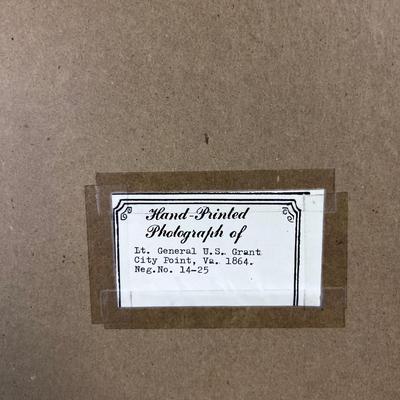 Hand-Printed
Photograph of
Lt. General U.S. Grant
City Point, Va. 1864.
Neg.No. 14-25